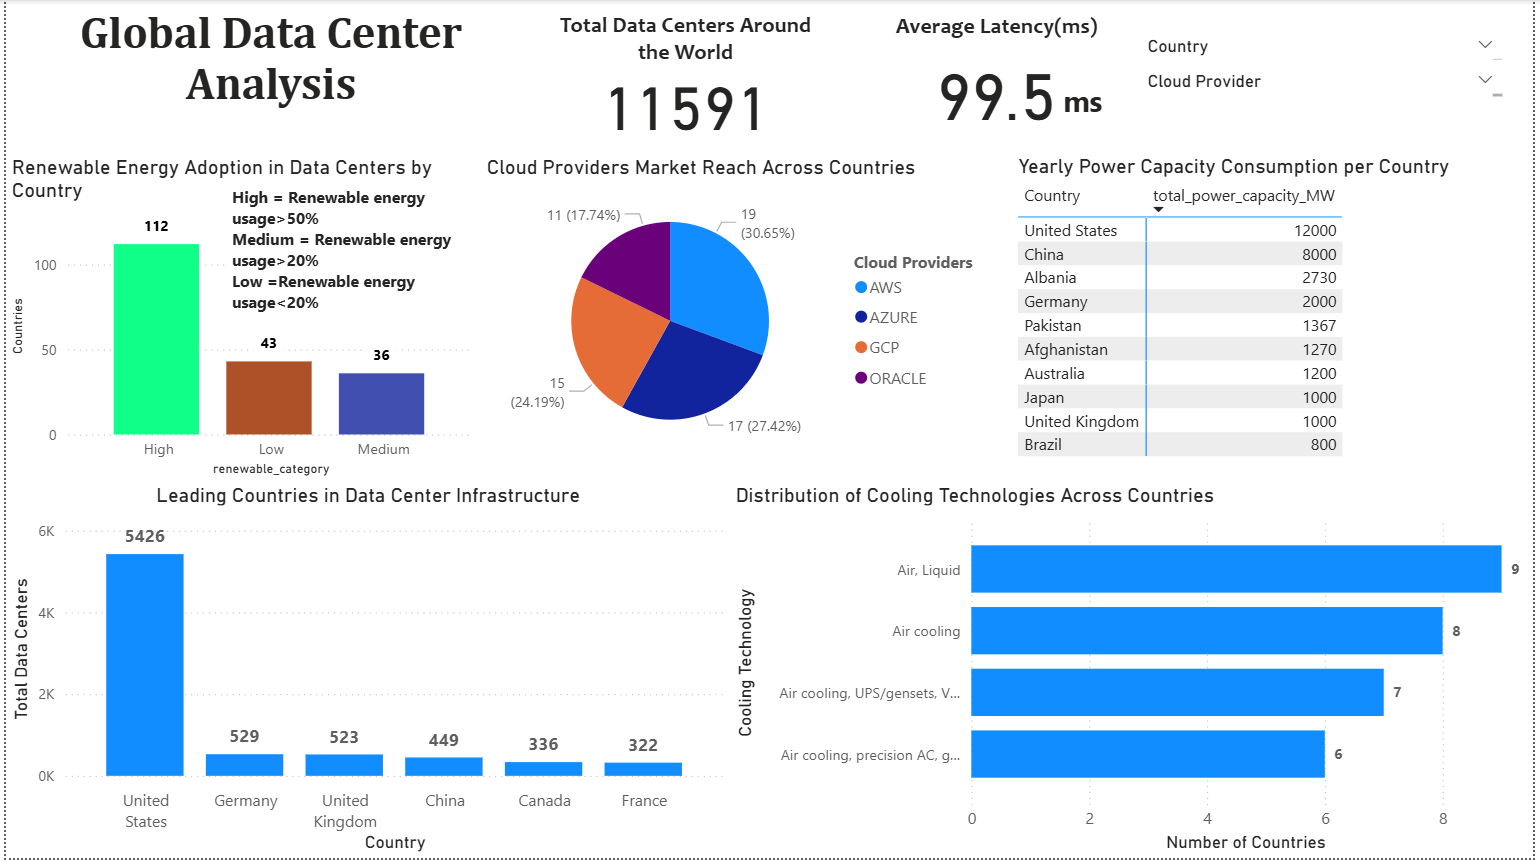 Global Data Center
Analysis
Total Data Centers Around
the World
11591
Average Latency(ms)
99.5 ms
Country
Cloud Provider
Renewable Energy Adoption in Data Centers by
Country
High = Renewable energy
usage>50%
Medium = Renewable energy
usage>20%
Low =Renewable energy
usage<20%
Countries
100
50
0
112
43
36
High
Low
Medium
renewable_category
Cloud Providers Market Reach Across Countries
11 (17.74%)
19
(30.65%)
15
(24.19%)
17 (27.42%)
Cloud Providers
AWS
AZURE
GCP
ORACLE
Yearly Power Capacity Consumption per Country
Country total_power_capacity_MW
United States 12000
China 8000
Albania 2730
Germany 2000
Pakistan 1367
Afghanistan 1270
Australia 1200
Japan 1000
United Kingdom 1000
Brazil 800
Leading Countries in Data Center Infrastructure
Total Data Centers
6K
4K
2K
0K
5426
529
523
449
336
322
United
States
Germany
United
Kingdom
China
Canada
France
Country
Distribution of Cooling Technologies Across Countries
Cooling Technology
Air, Liquid
9
Air cooling
8
Air cooling, UPS/gensets, V...
7
Air cooling, precision AC, g...
6
0 2 4 6 8
Number of Countries